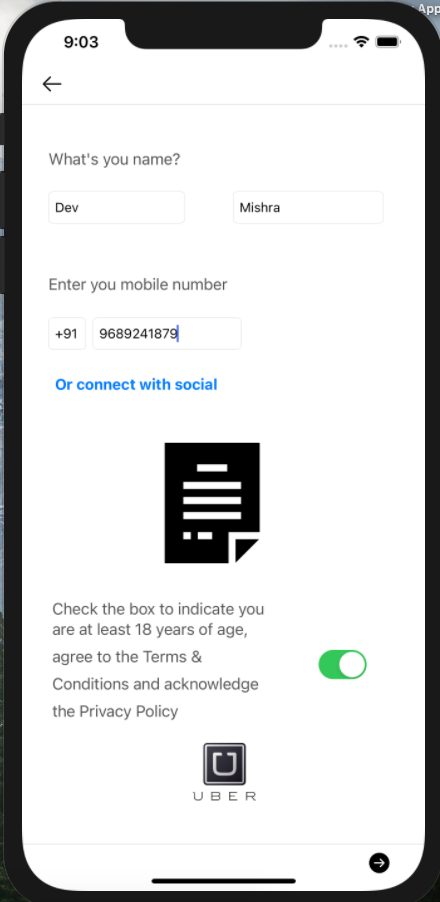 App
9:03
What's you name?
Dev Mishra
Enter you mobile number
+91 9689241879
Or connect with social
Check the box to indicate you
are at least 18 years of age,
agree to the Terms &
Conditions and acknowledge
the Privacy Policy
U
UBER